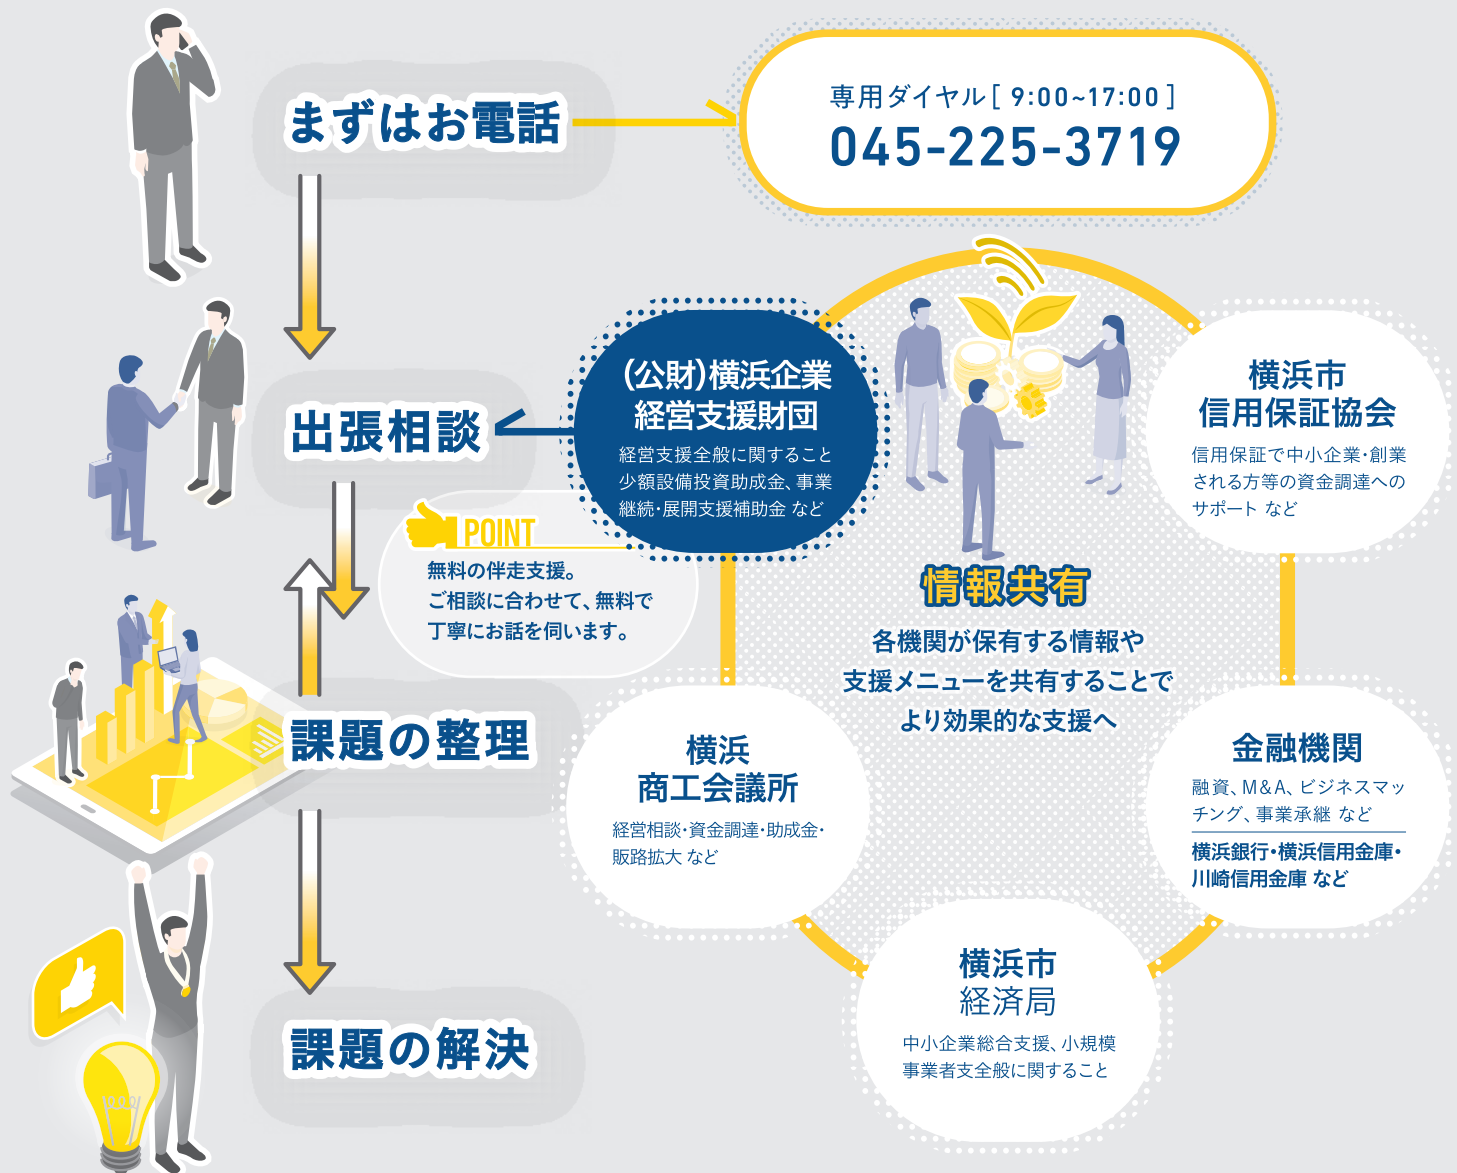 まずはお電話
専用ダイヤル[ 9:00~17:00 ]
045-225-3719
出張相談
POINT
無料の伴走支援。
ご相談に合わせて、無料で
丁寧にお話を伺います。
課題の整理
課題の解決
(公財)横浜企業
経営支援財団
経営支援全般に関すること
少額設備投資助成金、事業
継続・展開支援補助金 など
横浜市
信用保証協会
信用保証で中小企業・創業
される方等の資金調達への
サポート など
情報共有
各機関が保有する情報や
支援メニューを共有することで
より効果的な支援へ
横浜
商工会議所
経営相談・資金調達・助成金・
販路拡大 など
金融機関
融資、M&A、ビジネスマッ
チング、事業承継 など
横浜銀行・横浜信用金庫・
川崎信用金庫 など
横浜市
経済局
中小企業総合支援、小規模
事業者支全般に関すること